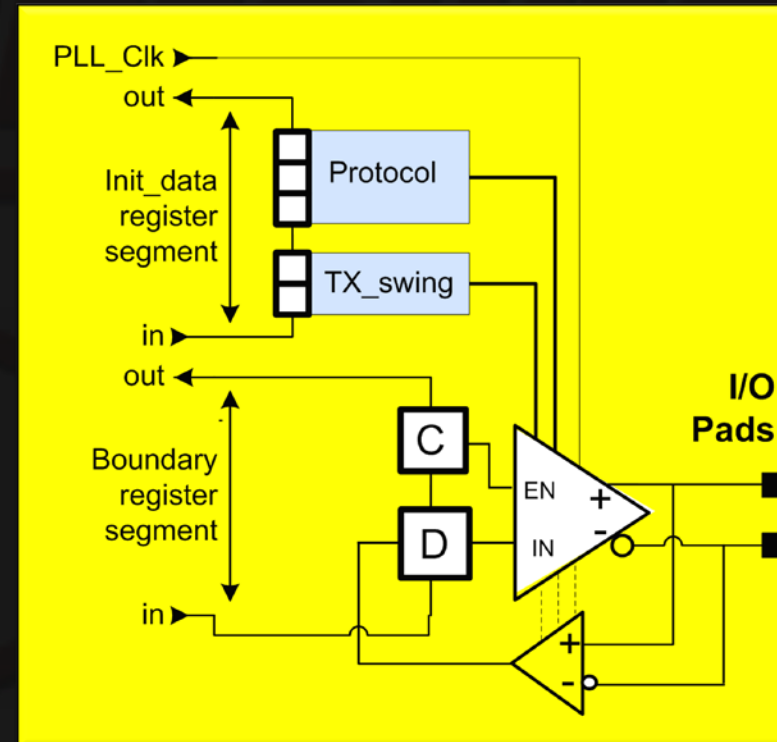 PLL_Clk
out
Protocol
Init_data
register
segment
TX_swing
in
out
I/O
Pads
C
Boundary
register
segment
EN
+
-
D
IN
in
+
-